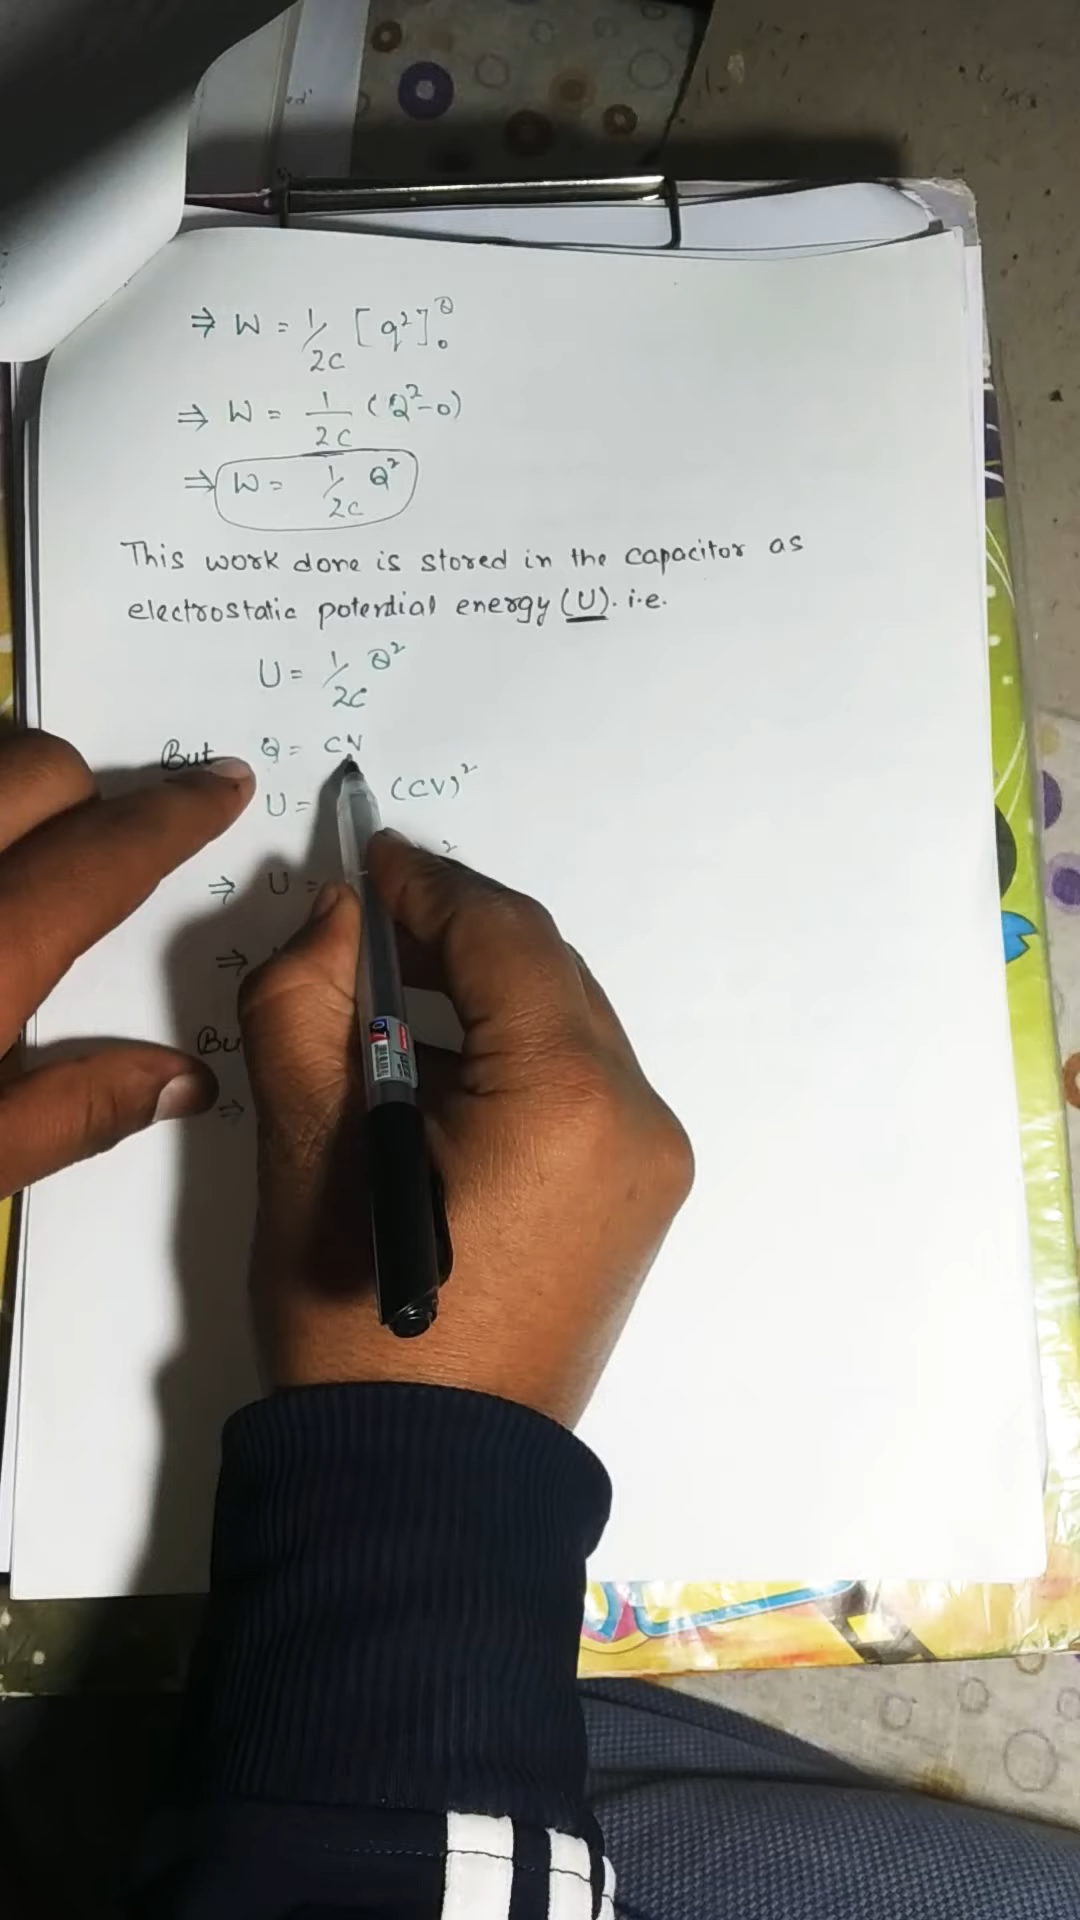 ⇒ W = 1/2C [q²]₀^Q
⇒ W = 1/2C (Q²-0)
⇒ W = 1/2C Q²
This work done is stored in the capacitor as
electrostatic potential energy (U). i.e.
U = 1/2C Q²
But Q = CV
U = (CV)²
⇒ U = ²
⇒
⇒